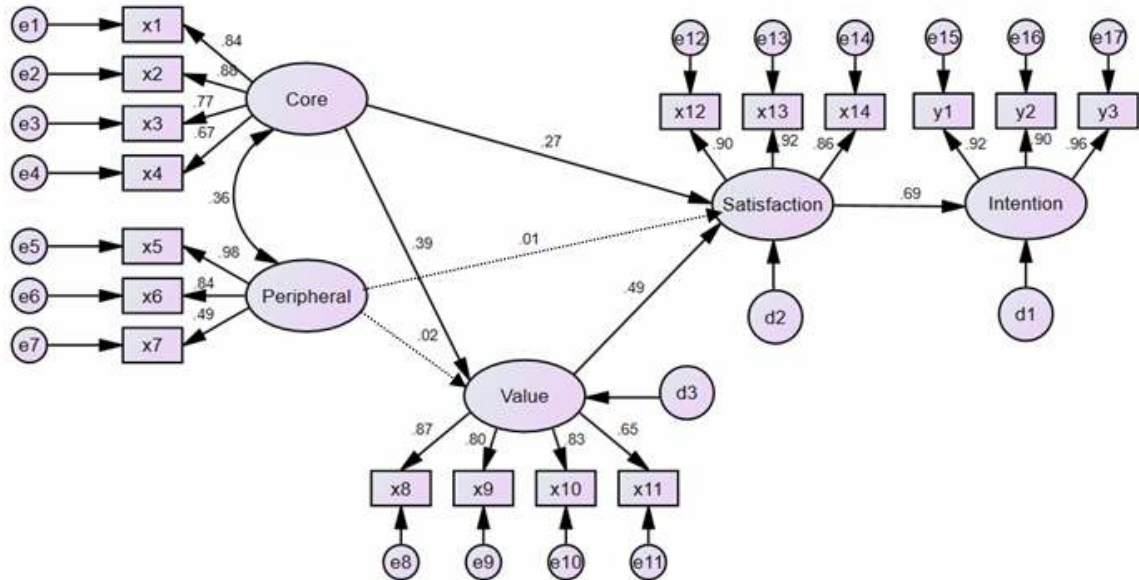 e1
x1
.84
e2
x2
.88
e3
x3
.77
e4
x4
.67
Core
.36
e5
x5
.98
e6
x6
.84
e7
x7
.49
Peripheral
.27
.39
.01
.02
.49
e12
e13
e14
x12
x13
x14
.90
.92
.86
Satisfaction
d2
.69
e15
e16
e17
y1
y2
y3
.92
.90
.96
Intention
d1
Value
d3
.87
.80
.83
.65
x8
x9
x10
x11
e8
e9
e10
e11